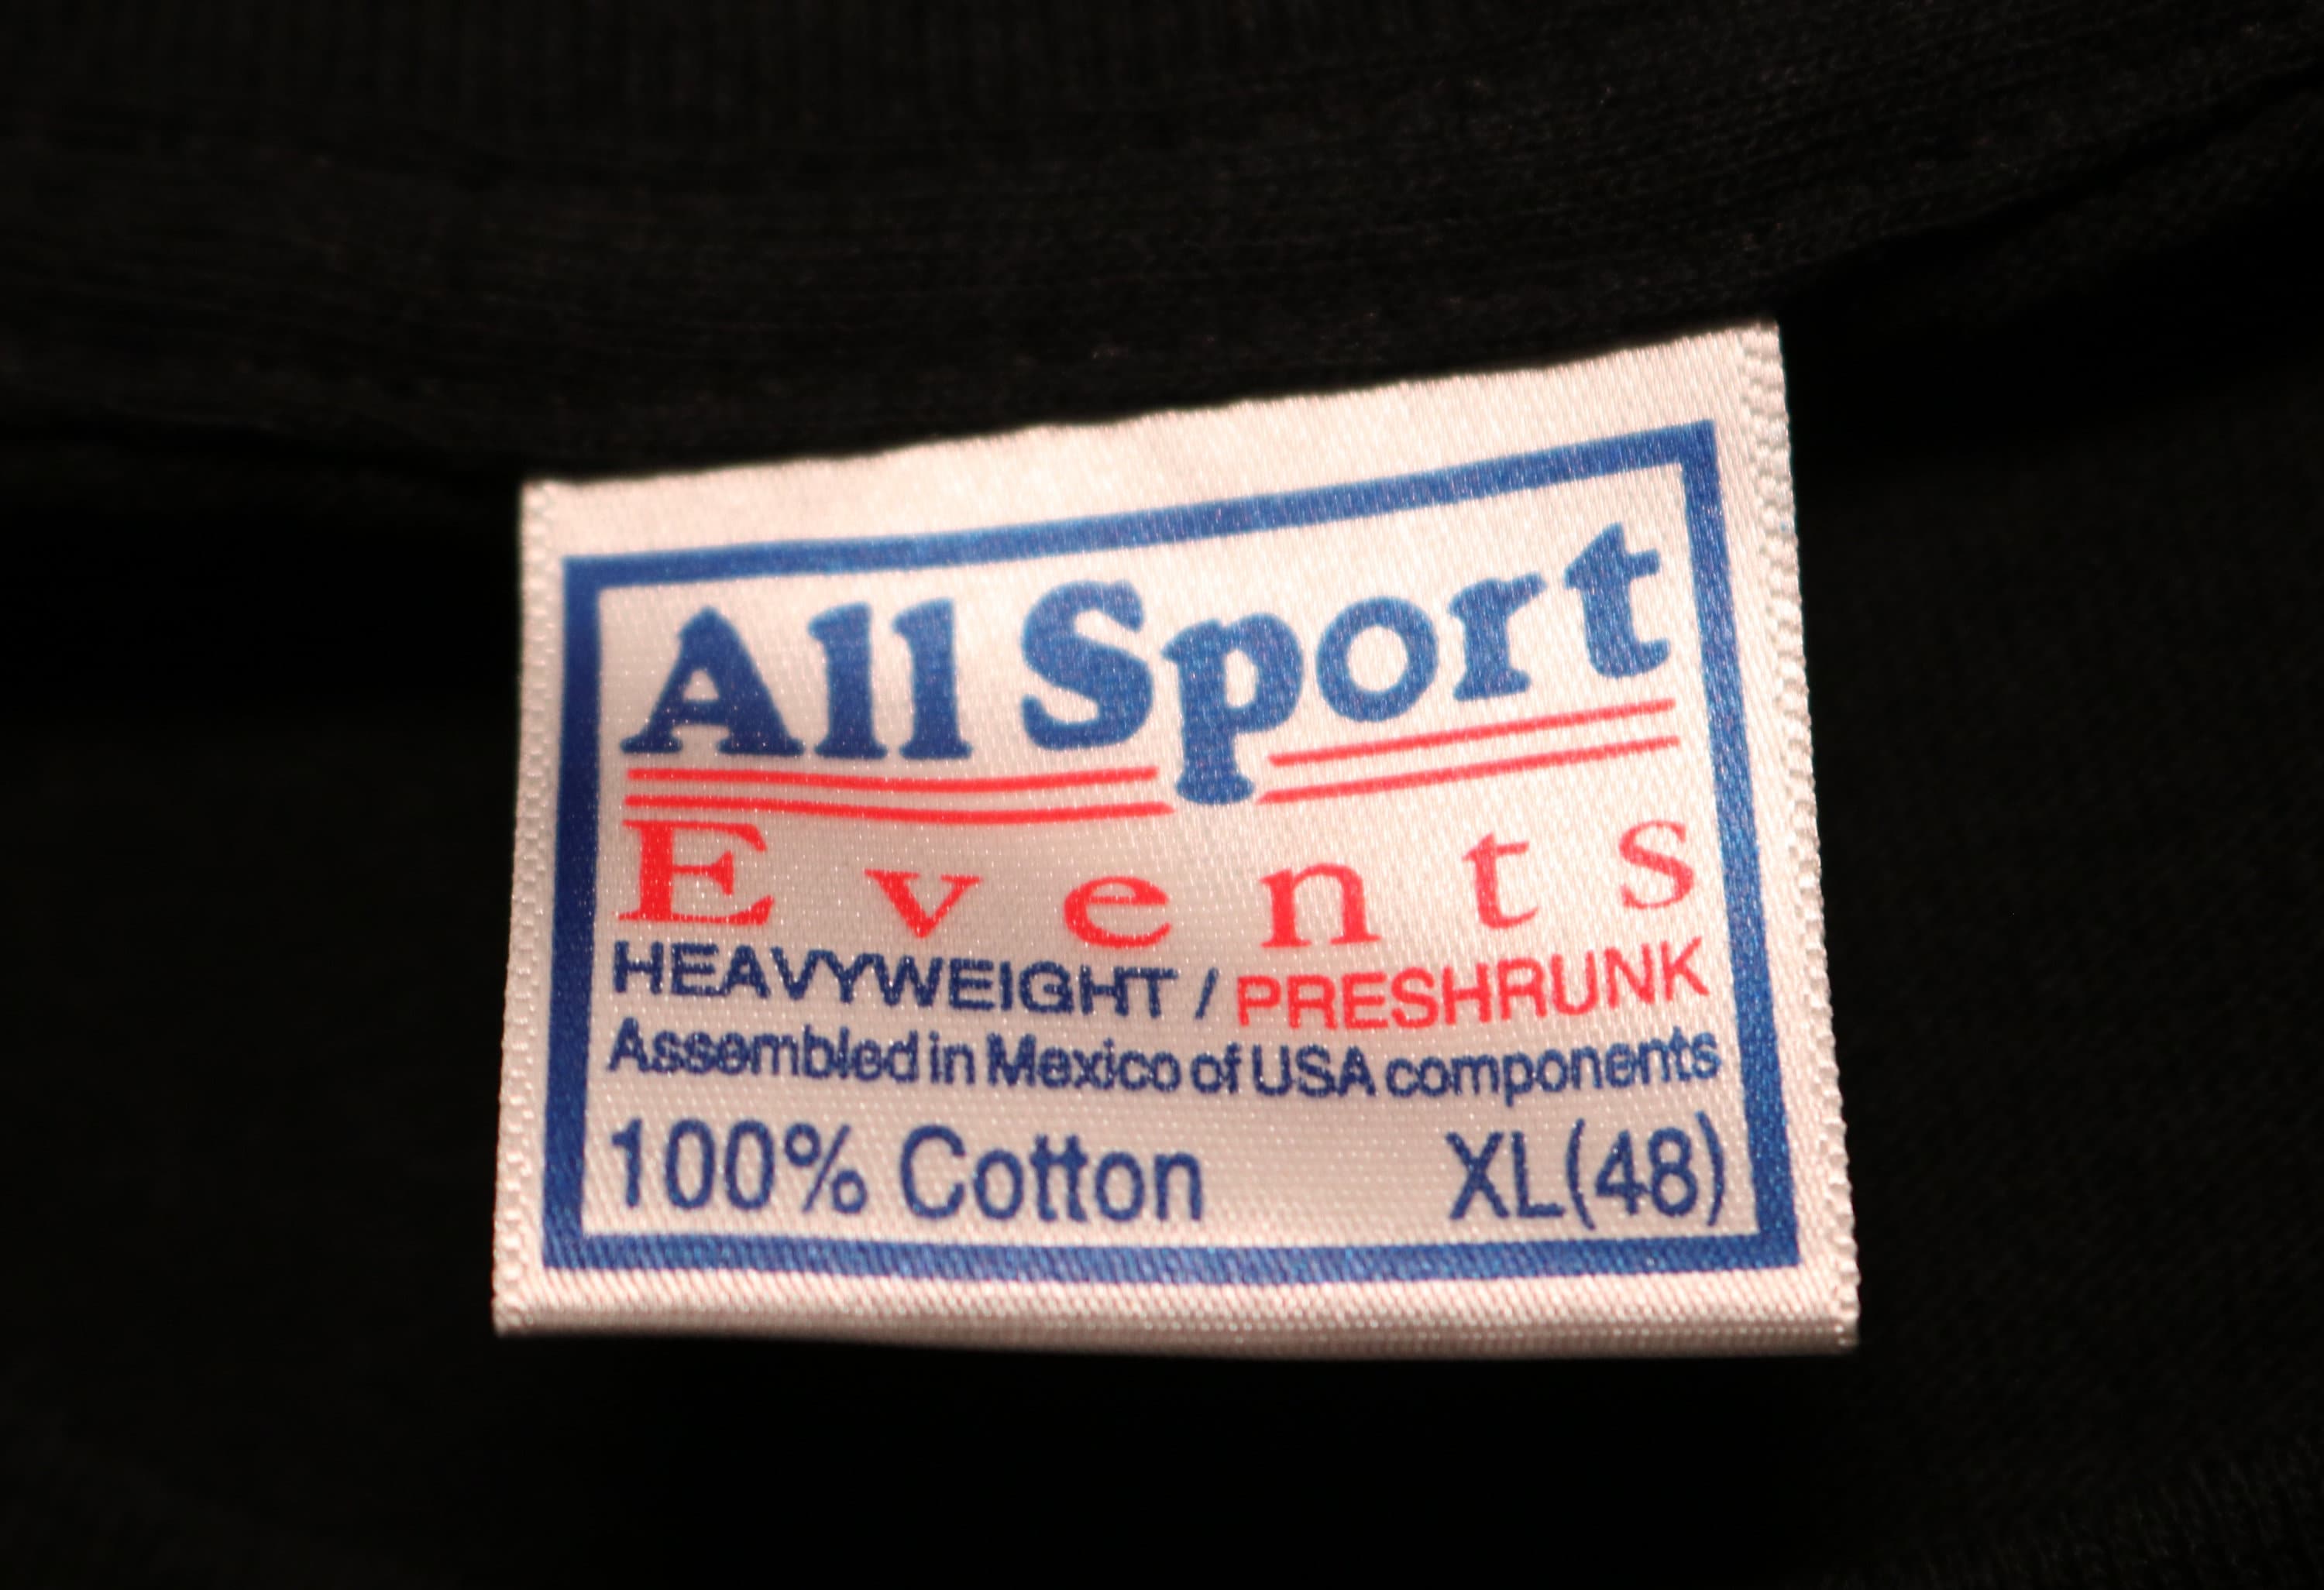 All Sport
Events
HEAVYWEIGHT / PRESHRUNK
Assembled in Mexico of USA components
100% Cotton XL(48)